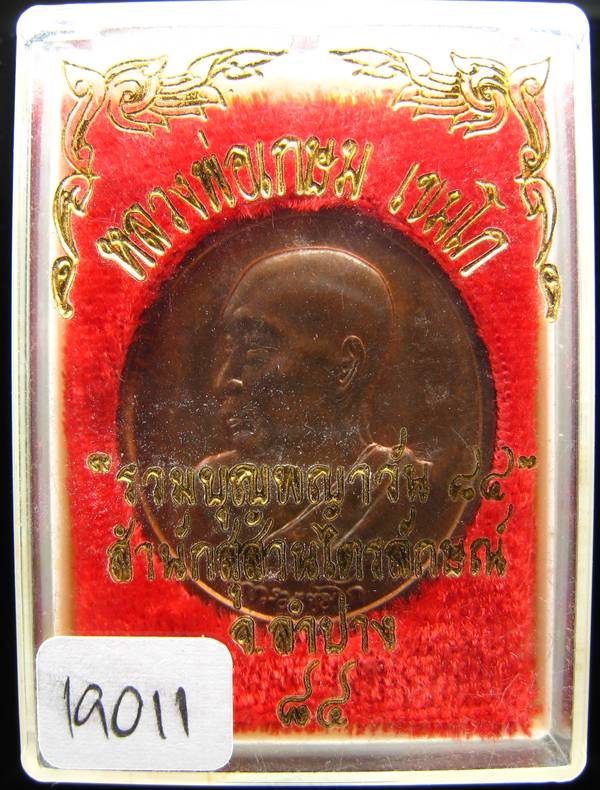 หลวงพ่อเกษม เขมโก
"รวมบุญพญาวัน ๘๔"
สำนักสุสานไตรลักษณ์
จ.ลำปาง
๘๔
19011